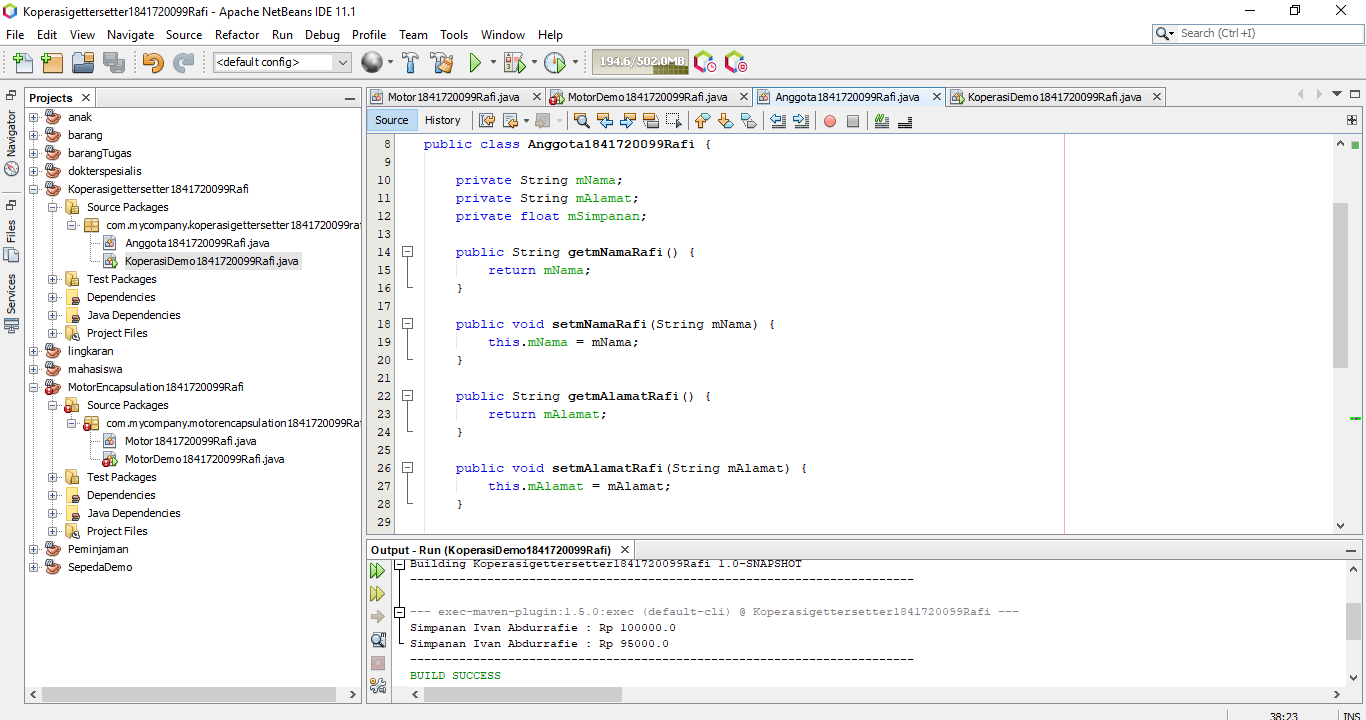 Koperasigettersetter1841720099Rafi - Apache NetBeans IDE 11.1
File Edit View Navigate Source Refactor Run Debug Profile Team Tools Window Help
Search (Ctrl+I)
<default config>
194.6/502.0MB
Projects
Navigator
Files
Services
anak
barang
barangTugas
dokterspesialis
Koperasigettersetter1841720099Rafi
Source Packages
com.mycompany.koperasigettersetter1841720099raf
Anggota1841720099Rafi.java
KoperasiDemo1841720099Rafi.java
Test Packages
Dependencies
Java Dependencies
Project Files
lingkaran
mahasiswa
MotorEncapsulation1841720099Rafi
Source Packages
com.mycompany.motorencapsulation1841720099Raf
Motor1841720099Rafi.java
MotorDemo1841720099Rafi.java
Test Packages
Dependencies
Java Dependencies
Project Files
Peminjaman
SepedaDemo
Motor1841720099Rafi.java MotorDemo1841720099Rafi.java Anggota1841720099Rafi.java KoperasiDemo1841720099Rafi.java
Source History
8 public class Anggota1841720099Rafi {
9
10 private String mNama;
11 private String mAlamat;
12 private float mSimpanan;
13
14 public String getmNamaRafi() {
15 return mNama;
16 }
17
18 public void setmNamaRafi(String mNama) {
19 this.mNama = mNama;
20 }
21
22 public String getmAlamatRafi() {
23 return mAlamat;
24 }
25
26 public void setmAlamatRafi(String mAlamat) {
27 this.mAlamat = mAlamat;
28 }
29
Output - Run (KoperasiDemo1841720099Rafi)
Building Koperasigettersetter1841720099Rafi 1.0-SNAPSHOT
------------------------------------------------------------------------
--- exec-maven-plugin:1.5.0:exec (default-cli) @ Koperasigettersetter1841720099Rafi ---
Simpanan Ivan Abdurrafie : Rp 100000.0
Simpanan Ivan Abdurrafie : Rp 95000.0
------------------------------------------------------------------------
BUILD SUCCESS
38:23 INS